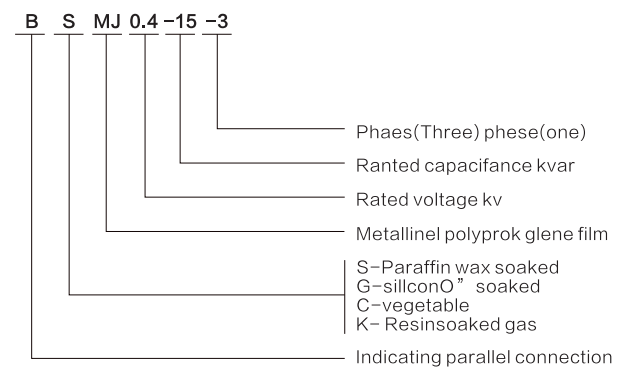 B S MJ 0.4 -15 -3
Phaes(Three) phese(one)
Ranted capacifance kvar
Rated voltage kv
Metallinel polyprok glene film
S-Paraffin wax soaked
G-sillconO” soaked
C-vegetable
K- Resinsoaked gas
Indicating parallel connection